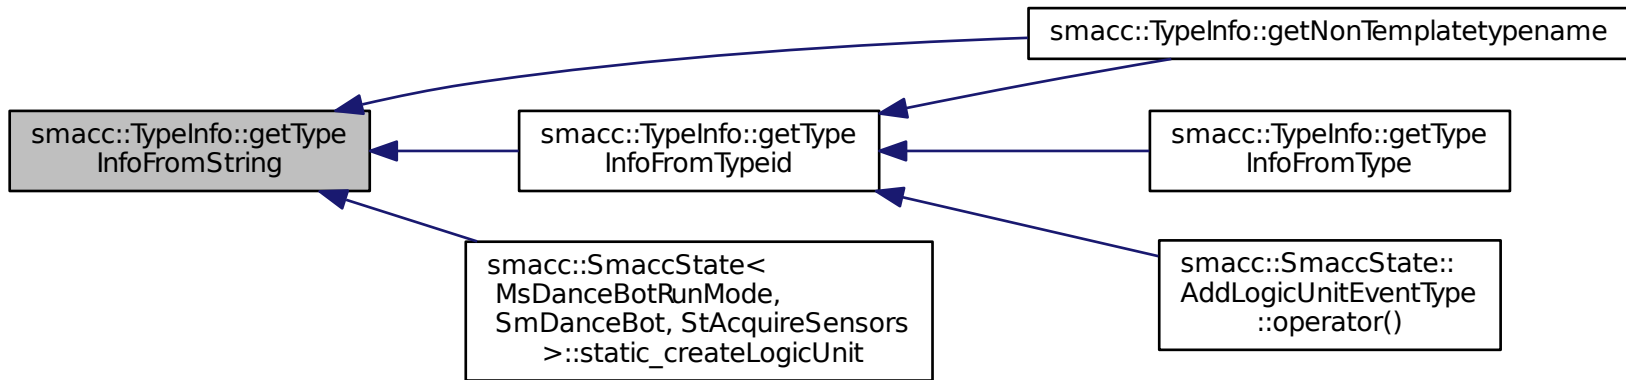 smacc::TypeInfo::getNonTemplatetypename
smacc::TypeInfo::getType
InfoFromString
smacc::TypeInfo::getType
InfoFromTypeid
smacc::TypeInfo::getType
InfoFromType
smacc::SmaccState<
MsDanceBotRunMode,
SmDanceBot, StAcquireSensors
>::static_createLogicUnit
smacc::SmaccState::
AddLogicUnitEventType
::operator()